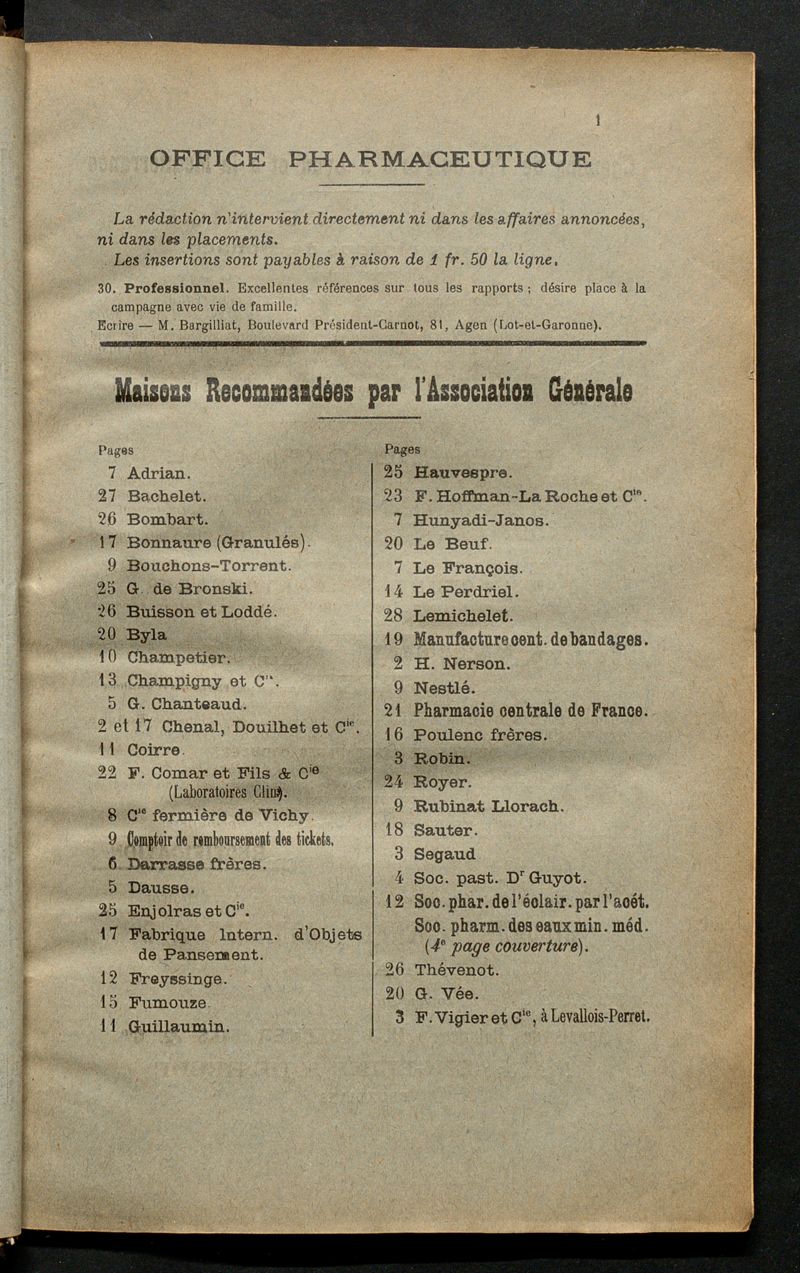 1
OFFICE PHARMACEUTIQUE
La rédaction n'intervient directement ni dans les affaires annoncées,
ni dans les placements.
Les insertions sont payables à raison de 1 fr. 50 la ligne.
30. Professionnel. Excellentes références sur tous les rapports ; désire place à la
campagne avec vie de famille.
Ecrire — M. Bargilliat, Boulevard Président-Carnot, 81, Agen (Lot-et-Garonne).
Maisons Recommandées par l'Association Générale
Pages
7 Adrian.
27 Bachelet.
26 Bombart.
17 Bonnaure (Granulés).
9 Bouchons-Torrent.
25 G. de Bronski.
26 Buisson et Loddé.
20 Byla
10 Champetier.
13 Champigny et Cie.
5 G. Chanteaud.
2 et 17 Chenal, Douilhet et Cie.
11 Coirre.
22 F. Comar et Fils & Cie
(Laboratoires Clin).
8 Cie fermière de Vichy.
9 Comptoir de remboursement des tickets.
6 Darrasse frères.
5 Dausse.
25 Enjolras et Cie.
17 Fabrique Intern. d'Objets
de Pansement.
12 Freyssinge.
15 Fumouze
11 Guillaumin.
Pages
25 Hauvespre.
23 F. Hoffman-La Roche et Cie.
7 Hunyadi-Janos.
20 Le Beuf.
7 Le François.
14 Le Perdriel.
28 Lemichelet.
19 Manufacture cent. de bandages.
2 H. Nerson.
9 Nestlé.
21 Pharmacie centrale de France.
16 Poulenc frères.
3 Robin.
24 Royer.
9 Rubinat Llorach.
18 Sauter.
3 Segaud
4 Soc. past. Dr Guyot.
12 Soc. phar. de l'éclair. par l'acét.
Soc. pharm. des eaux min. méd.
(4e page couverture).
26 Thévenot.
20 G. Vée.
3 F. Vigier et Cie, à Levallois-Perret.